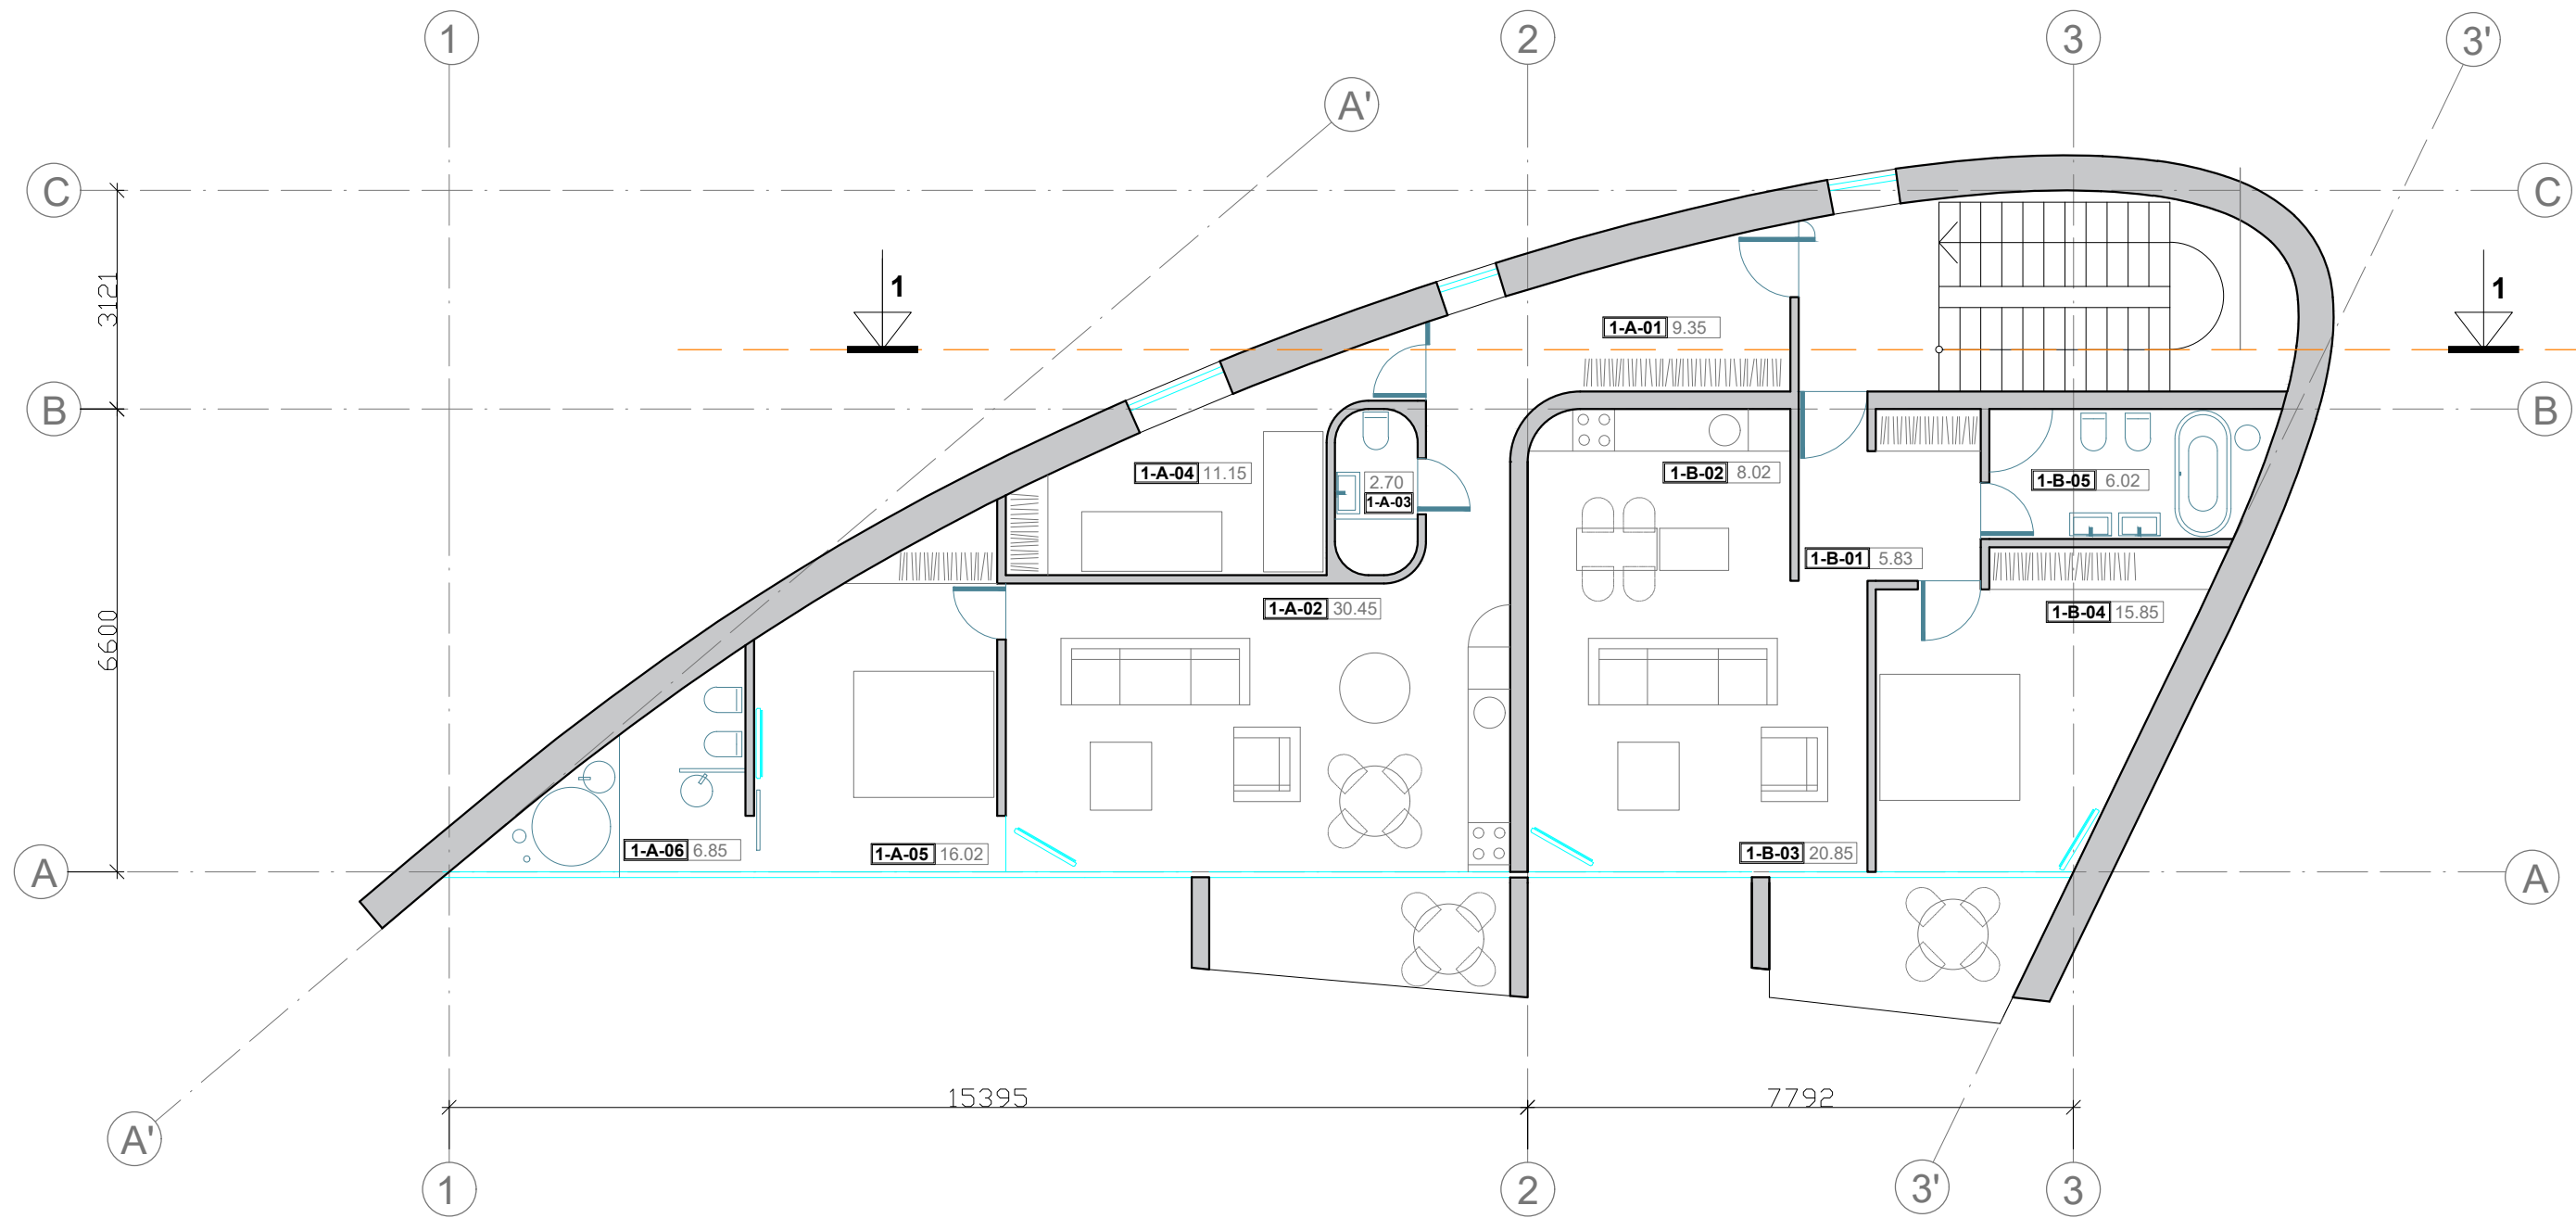 1
2
3
3'
A'
C
C
1
1
3121
1-A-01 9.35
B
B
1-A-04 11.15
2.70
1-A-03
1-B-02 8.02
1-B-05 6.02
1-B-01 5.83
6600
1-A-02 30.45
1-B-04 15.85
1-A-06 6.85
1-A-05 16.02
1-B-03 20.85
A
A
15395
7792
A'
1
2
3'
3